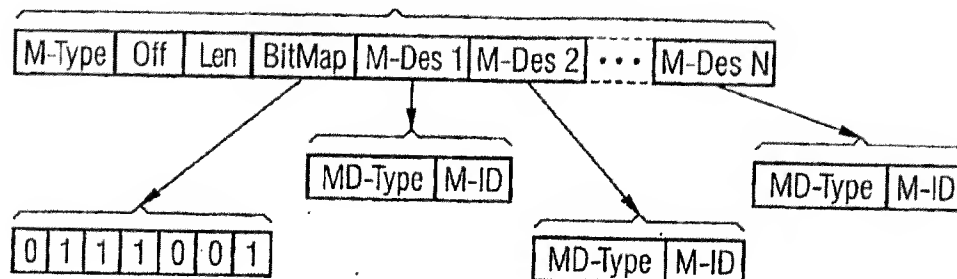 M-Type Off Len BitMap M-Des 1 M-Des 2 ··· M-Des N
MD-Type M-ID
MD-Type M-ID
0 1 1 1 0 0 1
MD-Type M-ID